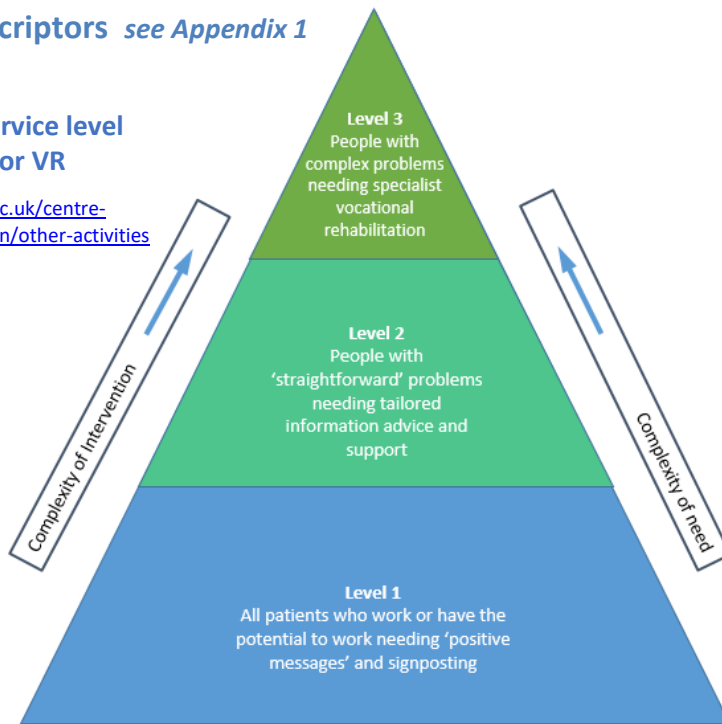 criptors see Appendix 1
rvice level
or VR
c.uk/centre-
n/other-activities
Level 3
People with
complex problems
needing specialist
vocational
rehabilitation
Level 2
People with
‘straightforward’ problems
needing tailored
information advice and
support
Level 1
All patients who work or have the
potential to work needing ‘positive
messages’ and signposting
Complexity of Intervention
Complexity of need